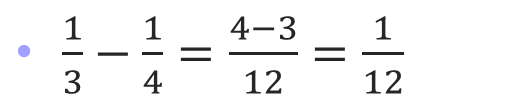 • 1/3 − 1/4 = 4−3/12 = 1/12